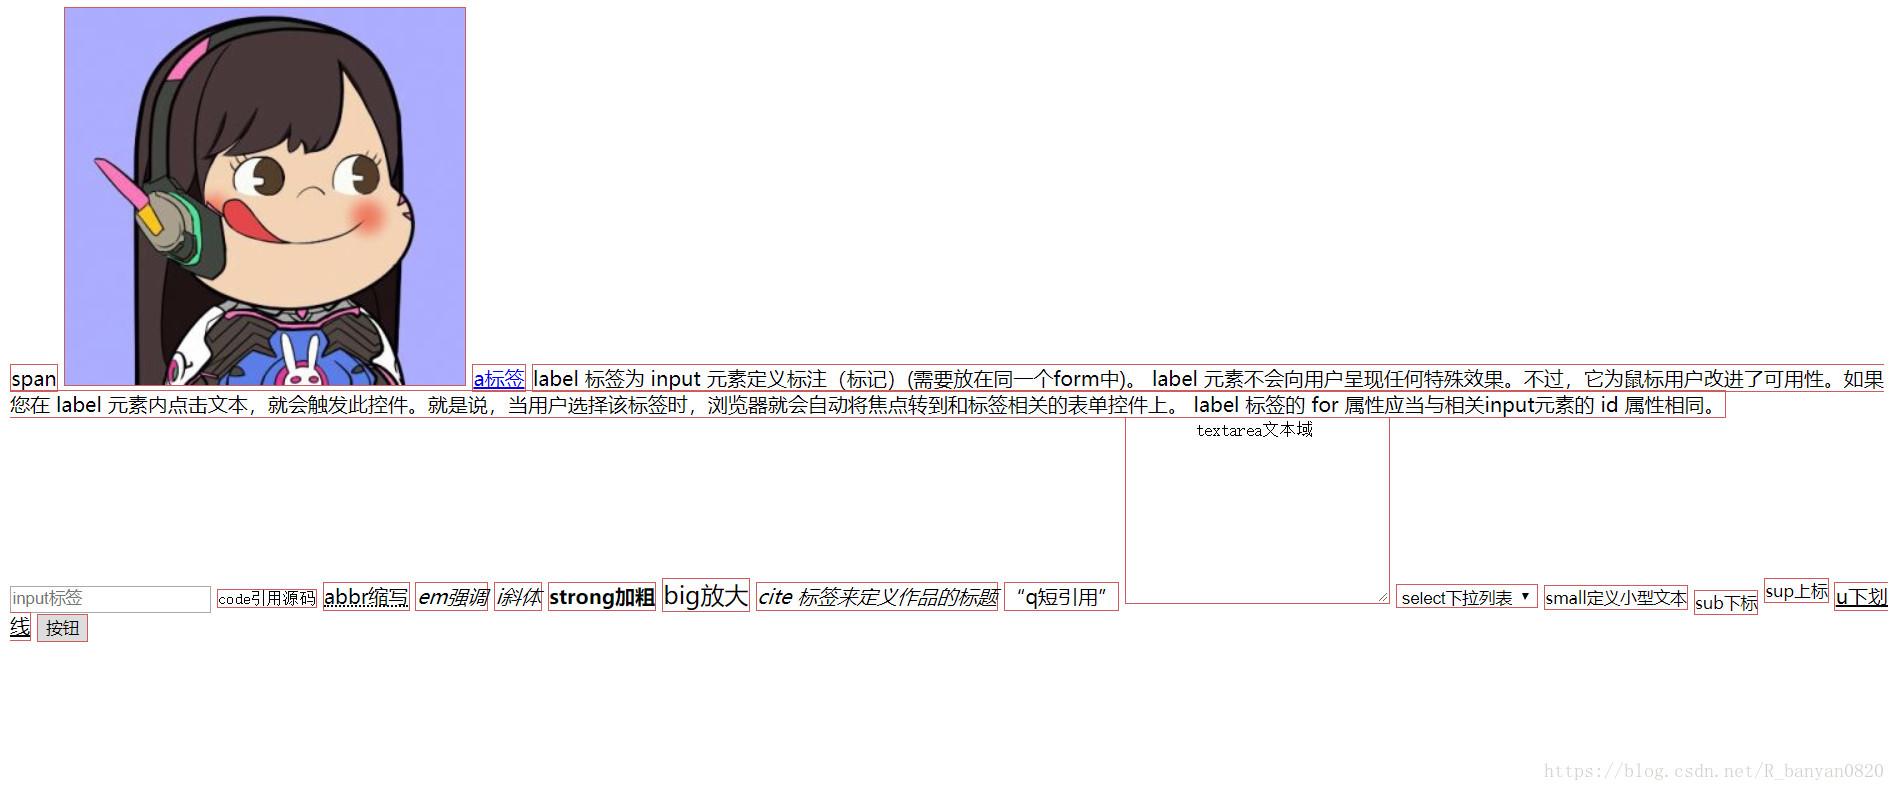 span a标签 label 标签为 input 元素定义标注（标记）(需要放在同一个form中)。 label 元素不会向用户呈现任何特殊效果。不过，它为鼠标用户改进了可用性。如果
您在 label 元素内点击文本，就会触发此控件。就是说，当用户选择该标签时，浏览器就会自动将焦点转到和标签相关的表单控件上。 label 标签的 for 属性应当与相关input元素的 id 属性相同。
textarea文本域
input标签 code引用源码 abbr缩写 em强调 i斜体 strong加粗 big放大 cite 标签来定义作品的标题 “q短引用” select下拉列表 small定义小型文本 sub下标 sup上标 u下划
线 按钮
https://blog.csdn.net/R_banyan0820